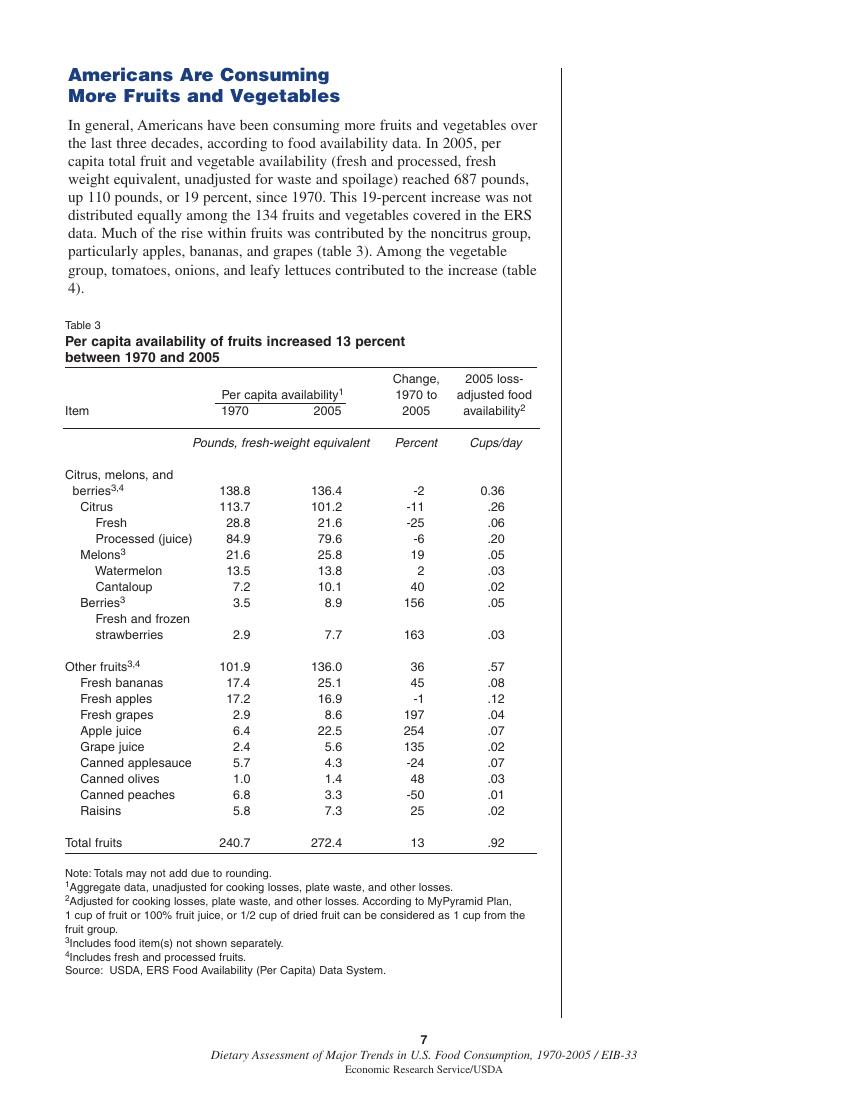 Americans Are Consuming
More Fruits and Vegetables
In general, Americans have been consuming more fruits and vegetables over
the last three decades, according to food availability data. In 2005, per
capita total fruit and vegetable availability (fresh and processed, fresh
weight equivalent, unadjusted for waste and spoilage) reached 687 pounds,
up 110 pounds, or 19 percent, since 1970. This 19-percent increase was not
distributed equally among the 134 fruits and vegetables covered in the ERS
data. Much of the rise within fruits was contributed by the noncitrus group,
particularly apples, bananas, and grapes (table 3). Among the vegetable
group, tomatoes, onions, and leafy lettuces contributed to the increase (table
4).
Table 3
Per capita availability of fruits increased 13 percent
between 1970 and 2005
Change, 2005 loss-
Per capita availability1 1970 to adjusted food
Item 1970 2005 2005 availability2
Pounds, fresh-weight equivalent Percent Cups/day
Citrus, melons, and
berries3,4 138.8 136.4 -2 0.36
Citrus 113.7 101.2 -11 .26
Fresh 28.8 21.6 -25 .06
Processed (juice) 84.9 79.6 -6 .20
Melons3 21.6 25.8 19 .05
Watermelon 13.5 13.8 2 .03
Cantaloup 7.2 10.1 40 .02
Berries3 3.5 8.9 156 .05
Fresh and frozen
strawberries 2.9 7.7 163 .03
Other fruits3,4 101.9 136.0 36 .57
Fresh bananas 17.4 25.1 45 .08
Fresh apples 17.2 16.9 -1 .12
Fresh grapes 2.9 8.6 197 .04
Apple juice 6.4 22.5 254 .07
Grape juice 2.4 5.6 135 .02
Canned applesauce 5.7 4.3 -24 .07
Canned olives 1.0 1.4 48 .03
Canned peaches 6.8 3.3 -50 .01
Raisins 5.8 7.3 25 .02
Total fruits 240.7 272.4 13 .92
Note: Totals may not add due to rounding.
1Aggregate data, unadjusted for cooking losses, plate waste, and other losses.
2Adjusted for cooking losses, plate waste, and other losses. According to MyPyramid Plan,
1 cup of fruit or 100% fruit juice, or 1/2 cup of dried fruit can be considered as 1 cup from the
fruit group.
3Includes food item(s) not shown separately.
4Includes fresh and processed fruits.
Source: USDA, ERS Food Availability (Per Capita) Data System.
7
Dietary Assessment of Major Trends in U.S. Food Consumption, 1970-2005 / EIB-33
Economic Research Service/USDA